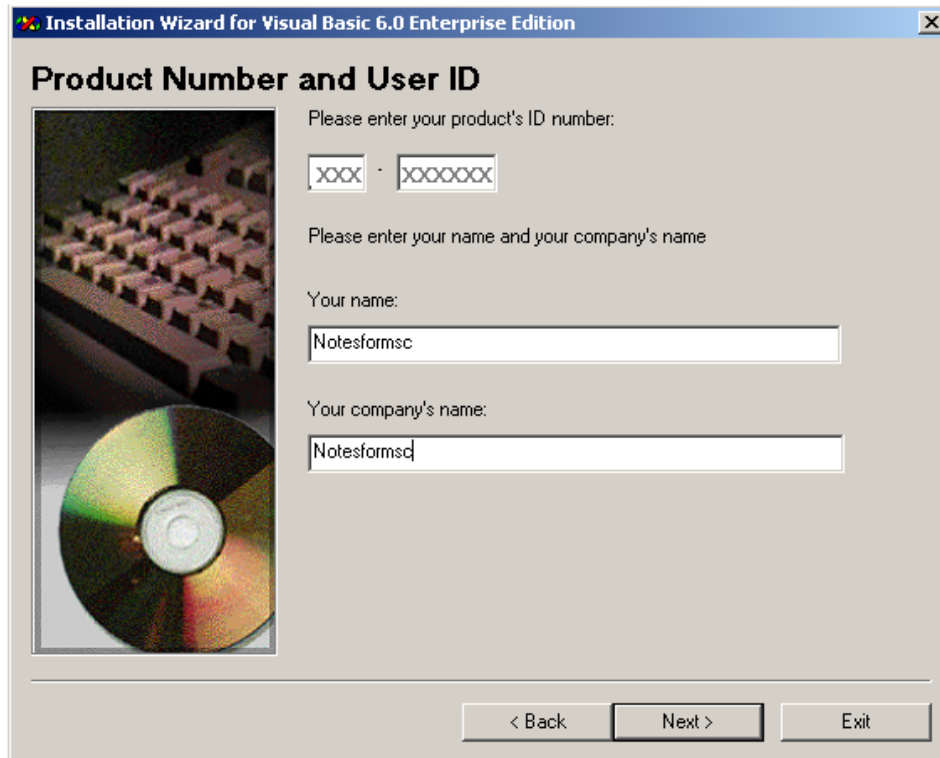 Installation Wizard for Visual Basic 6.0 Enterprise Edition
Product Number and User ID
Please enter your product's ID number:
XXX - XXXXXX
Please enter your name and your company's name
Your name:
Notesformsc
Your company's name:
Notesformsc
< Back Next > Exit